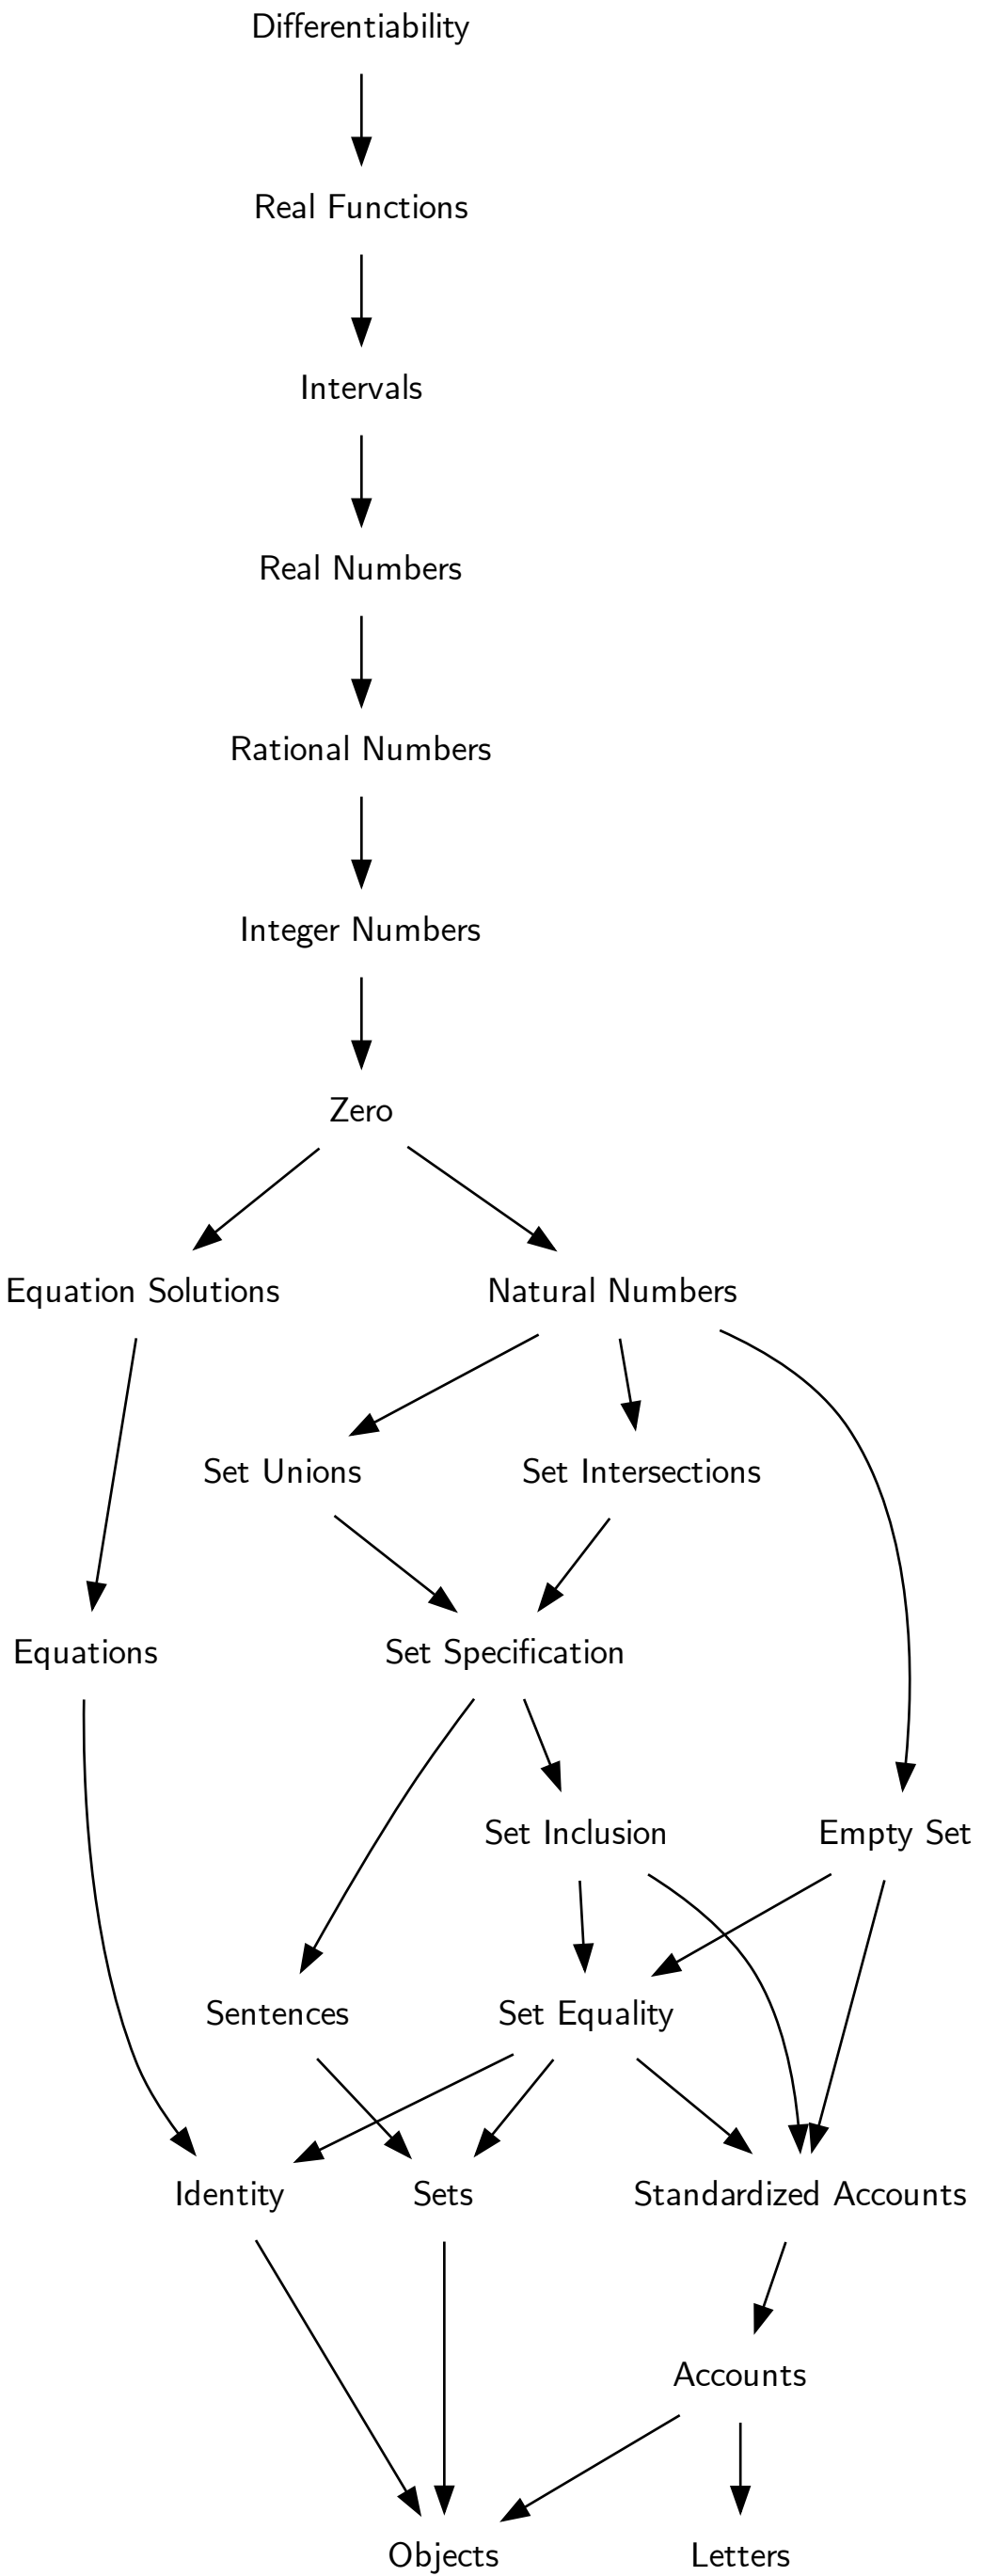 Differentiability
Real Functions
Intervals
Real Numbers
Rational Numbers
Integer Numbers
Zero
Equation Solutions
Natural Numbers
Set Unions
Set Intersections
Equations
Set Specification
Set Inclusion
Empty Set
Sentences
Set Equality
Identity
Sets
Standardized Accounts
Accounts
Objects
Letters